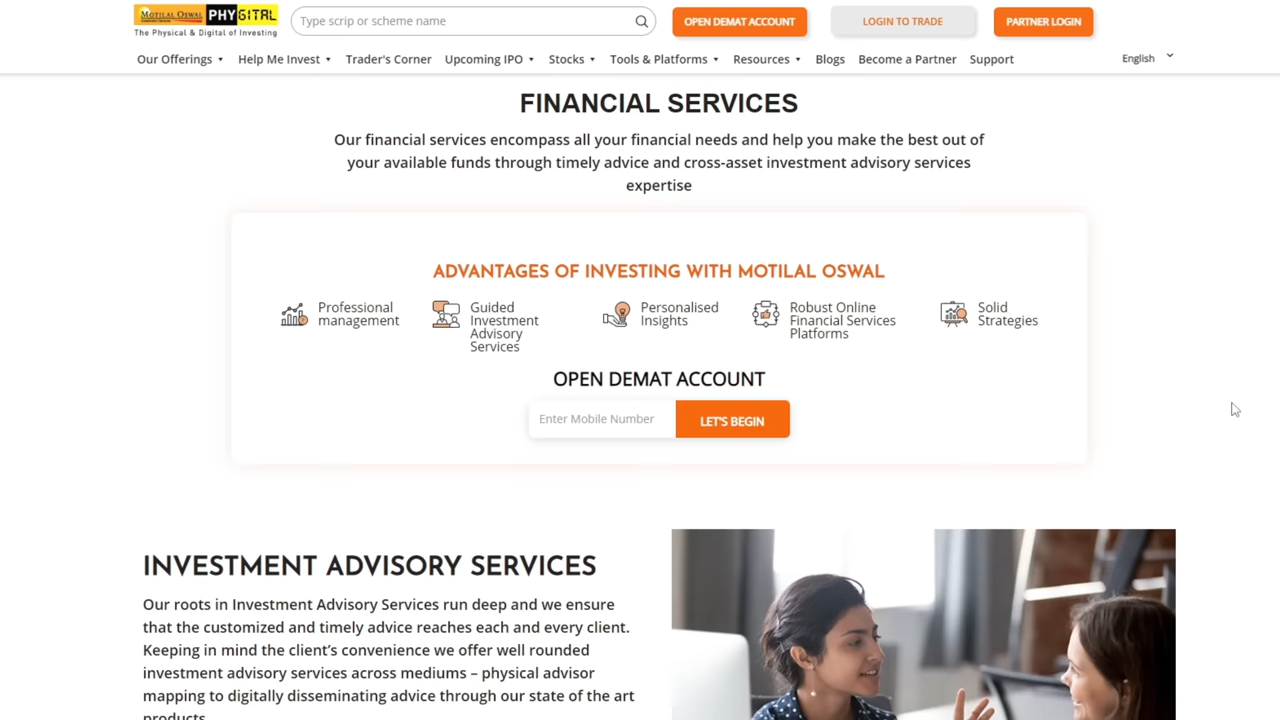 MOTILAL OSWAL PHYGITAL
The Physical & Digital of Investing
Type scrip or scheme name
OPEN DEMAT ACCOUNT
LOGIN TO TRADE
PARTNER LOGIN
Our Offerings
Help Me Invest
Trader's Corner
Upcoming IPO
Stocks
Tools & Platforms
Resources
Blogs
Become a Partner
Support
English
FINANCIAL SERVICES
Our financial services encompass all your financial needs and help you make the best out of
your available funds through timely advice and cross-asset investment advisory services
expertise
ADVANTAGES OF INVESTING WITH MOTILAL OSWAL
Professional
management
Guided
Investment
Advisory
Services
Personalised
Insights
Robust Online
Financial Services
Platforms
Solid
Strategies
OPEN DEMAT ACCOUNT
Enter Mobile Number
LET'S BEGIN
INVESTMENT ADVISORY SERVICES
Our roots in Investment Advisory Services run deep and we ensure
that the customized and timely advice reaches each and every client.
Keeping in mind the client's convenience we offer well rounded
investment advisory services across mediums – physical advisor
mapping to digitally disseminating advice through our state of the art
products